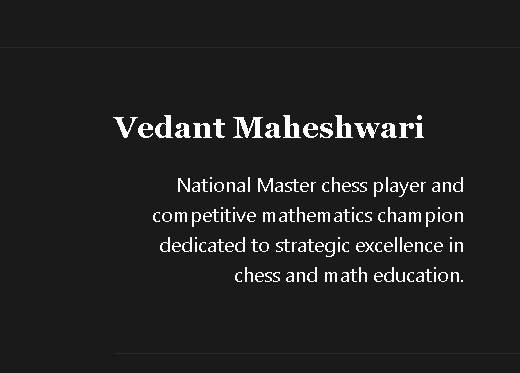 Vedant Maheshwari
National Master chess player and
competitive mathematics champion
dedicated to strategic excellence in
chess and math education.